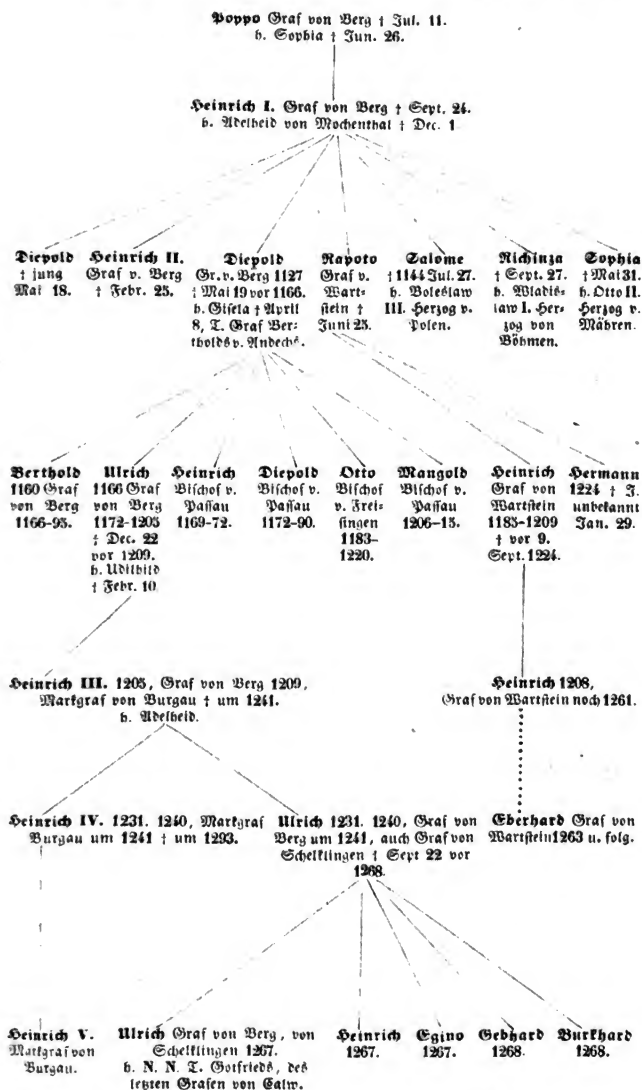 Poppo Graf von Berg † Jul. 11.
h. Sophia † Jun. 26.
Heinrich I. Graf von Berg † Sept. 24.
h. Adelheid von Mochenthal † Dec. 1
Diepold
† jung
Mai 18.
Heinrich II.
Graf v. Berg
† Febr. 23.
Diepold
Gr. v. Berg 1127
† Mai 19 vor 1166.
h. Gisela † April
8, T. Graf Ber-
tholds v. Andechs.
Rapoto
Graf v.
Wart-
stein †
Juni 23.
Salome
† 1144 Jul. 27.
h. Boleslaw
III. Herzog v.
Polen.
Richinza
† Sept. 27.
h. Wladis-
law I. Her-
zog von
Böhmen.
Sophia
† Mai 31.
h. Otto II.
Herzog v.
Mähren.
Berthold
1160 Graf
von Berg
1166-93.
Ulrich
1166 Graf
von Berg
1172-1205
† Dec. 22
vor 1209.
h. Udilhild
† Febr. 10
Heinrich
Bischof v.
Passau
1169-72.
Diepold
Bischof v.
Passau
1172-90.
Otto
Bischof
v. Frei-
singen
1183-
1220.
Mangold
Bischof v.
Passau
1206-15.
Heinrich
Graf von
Wartstein
1185-1209
† vor 9.
Sept. 1224.
Hermann
1224 † J.
unbekannt
Jan. 29.
Heinrich III. 1205, Graf von Berg 1209,
Markgraf von Burgau † um 1241.
h. Adelheid.
Heinrich 1208,
Graf von Wartstein noch 1261.
Heinrich IV. 1231. 1240, Markgraf
Burgau um 1241 † um 1293.
Ulrich 1231. 1240, Graf von
Berg um 1241, auch Graf von
Schelklingen † Sept 22 vor
1268.
Eberhard Graf von
Wartstein 1263 u. folg.
Heinrich V.
Markgraf von
Burgau.
Ulrich Graf von Berg, von
Schelklingen 1267.
h. N. N. T. Gotfrieds, des
letzten Grafen von Calw.
Heinrich
1267.
Egino
1267.
Gebhard
1268.
Burkhard
1268.